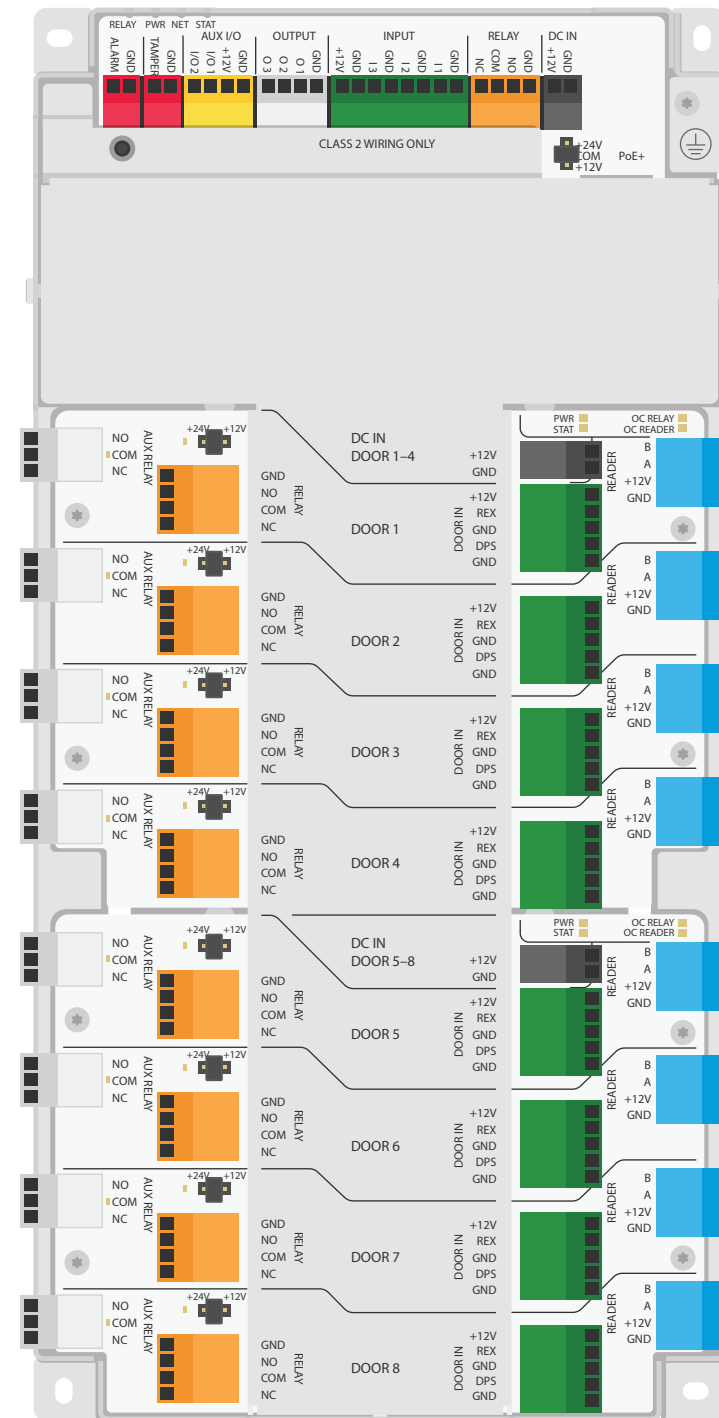 RELAY PWR NET STAT
AUX I/O OUTPUT INPUT RELAY DC IN
ALARM GND TAMPER GND I/O 2 I/O 1 +12V GND O 3 O 2 O 1 GND +12V GND I 3 GND I 2 GND I 1 GND NC COM NO GND +12V GND
CLASS 2 WIRING ONLY
+24V
COM PoE+
+12V
NO
COM
NC
AUX RELAY
+24V +12V
GND
NO
COM
NC
RELAY
DC IN
DOOR 1–4
+12V
GND
PWR OC RELAY
STAT OC READER
DOOR 1
DOOR IN
+12V
REX
GND
DPS
GND
READER
B
A
+12V
GND
NO
COM
NC
AUX RELAY
+24V +12V
GND
NO
COM
NC
RELAY
DOOR 2
DOOR IN
+12V
REX
GND
DPS
GND
READER
B
A
+12V
GND
NO
COM
NC
AUX RELAY
+24V +12V
GND
NO
COM
NC
RELAY
DOOR 3
DOOR IN
+12V
REX
GND
DPS
GND
READER
B
A
+12V
GND
NO
COM
NC
AUX RELAY
+24V +12V
GND
NO
COM
NC
RELAY
DOOR 4
DOOR IN
+12V
REX
GND
DPS
GND
READER
B
A
+12V
GND
NO
COM
NC
AUX RELAY
+24V +12V
GND
NO
COM
NC
RELAY
DC IN
DOOR 5–8
+12V
GND
PWR OC RELAY
STAT OC READER
DOOR 5
DOOR IN
+12V
REX
GND
DPS
GND
READER
B
A
+12V
GND
NO
COM
NC
AUX RELAY
+24V +12V
GND
NO
COM
NC
RELAY
DOOR 6
DOOR IN
+12V
REX
GND
DPS
GND
READER
B
A
+12V
GND
NO
COM
NC
AUX RELAY
+24V +12V
GND
NO
COM
NC
RELAY
DOOR 7
DOOR IN
+12V
REX
GND
DPS
GND
READER
B
A
+12V
GND
NO
COM
NC
AUX RELAY
+24V +12V
GND
NO
COM
NC
RELAY
DOOR 8
DOOR IN
+12V
REX
GND
DPS
GND
READER
B
A
+12V
GND